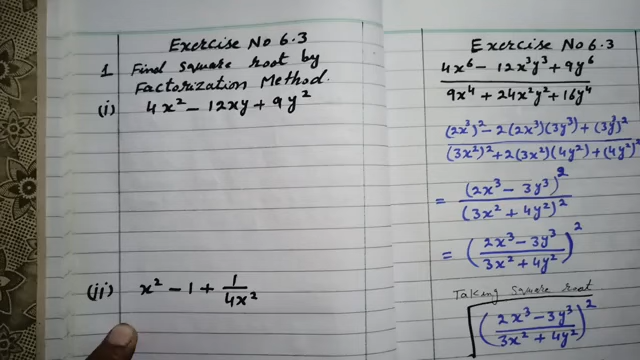 Exercise No 6.3
1 Find square root by
Factorization Method.
(i) 4x² - 12xy + 9y²
(ii) x² - 1 + 1/4x²
Exercise No 6.3
4x⁶ - 12x³y³ + 9y⁶
9x⁴ + 24x²y² + 16y⁴
(2x³)² - 2(2x³)(3y³) + (3y³)²
(3x²)² + 2(3x²)(4y²) + (4y²)²
= (2x³ - 3y³)²
(3x² + 4y²)²
= (2x³ - 3y³ / 3x² + 4y²)²
Taking square root
√(2x³ - 3y³ / 3x² + 4y²)²